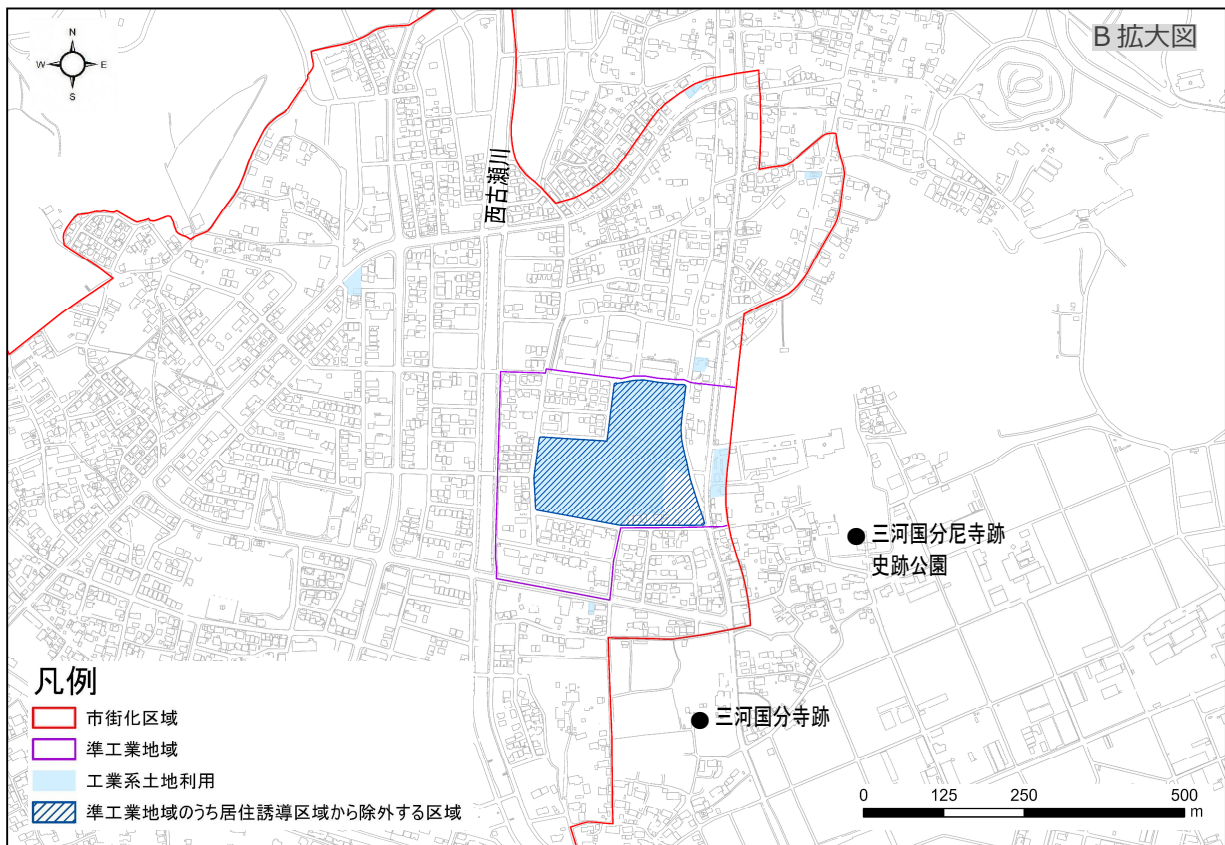 B 拡大図
N
W E
S
西古瀬川
三河国分尼寺跡
史跡公園
三河国分寺跡
凡例
市街化区域
準工業地域
工業系土地利用
準工業地域のうち居住誘導区域から除外する区域
0 125 250 500
m